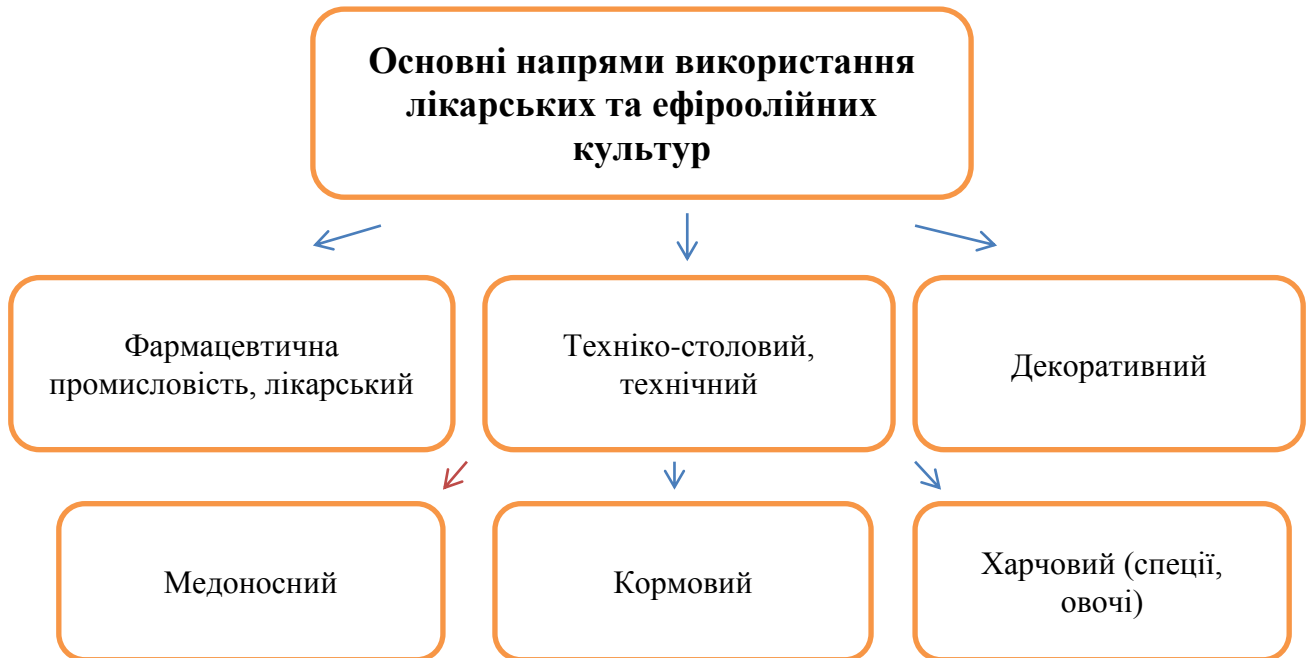 Основні напрями використання
лікарських та ефіроолійних
культур
Фармацевтична
промисловість, лікарський
Техніко-столовий,
технічний
Декоративний
Медоносний
Кормовий
Харчовий (спеції,
овочі)